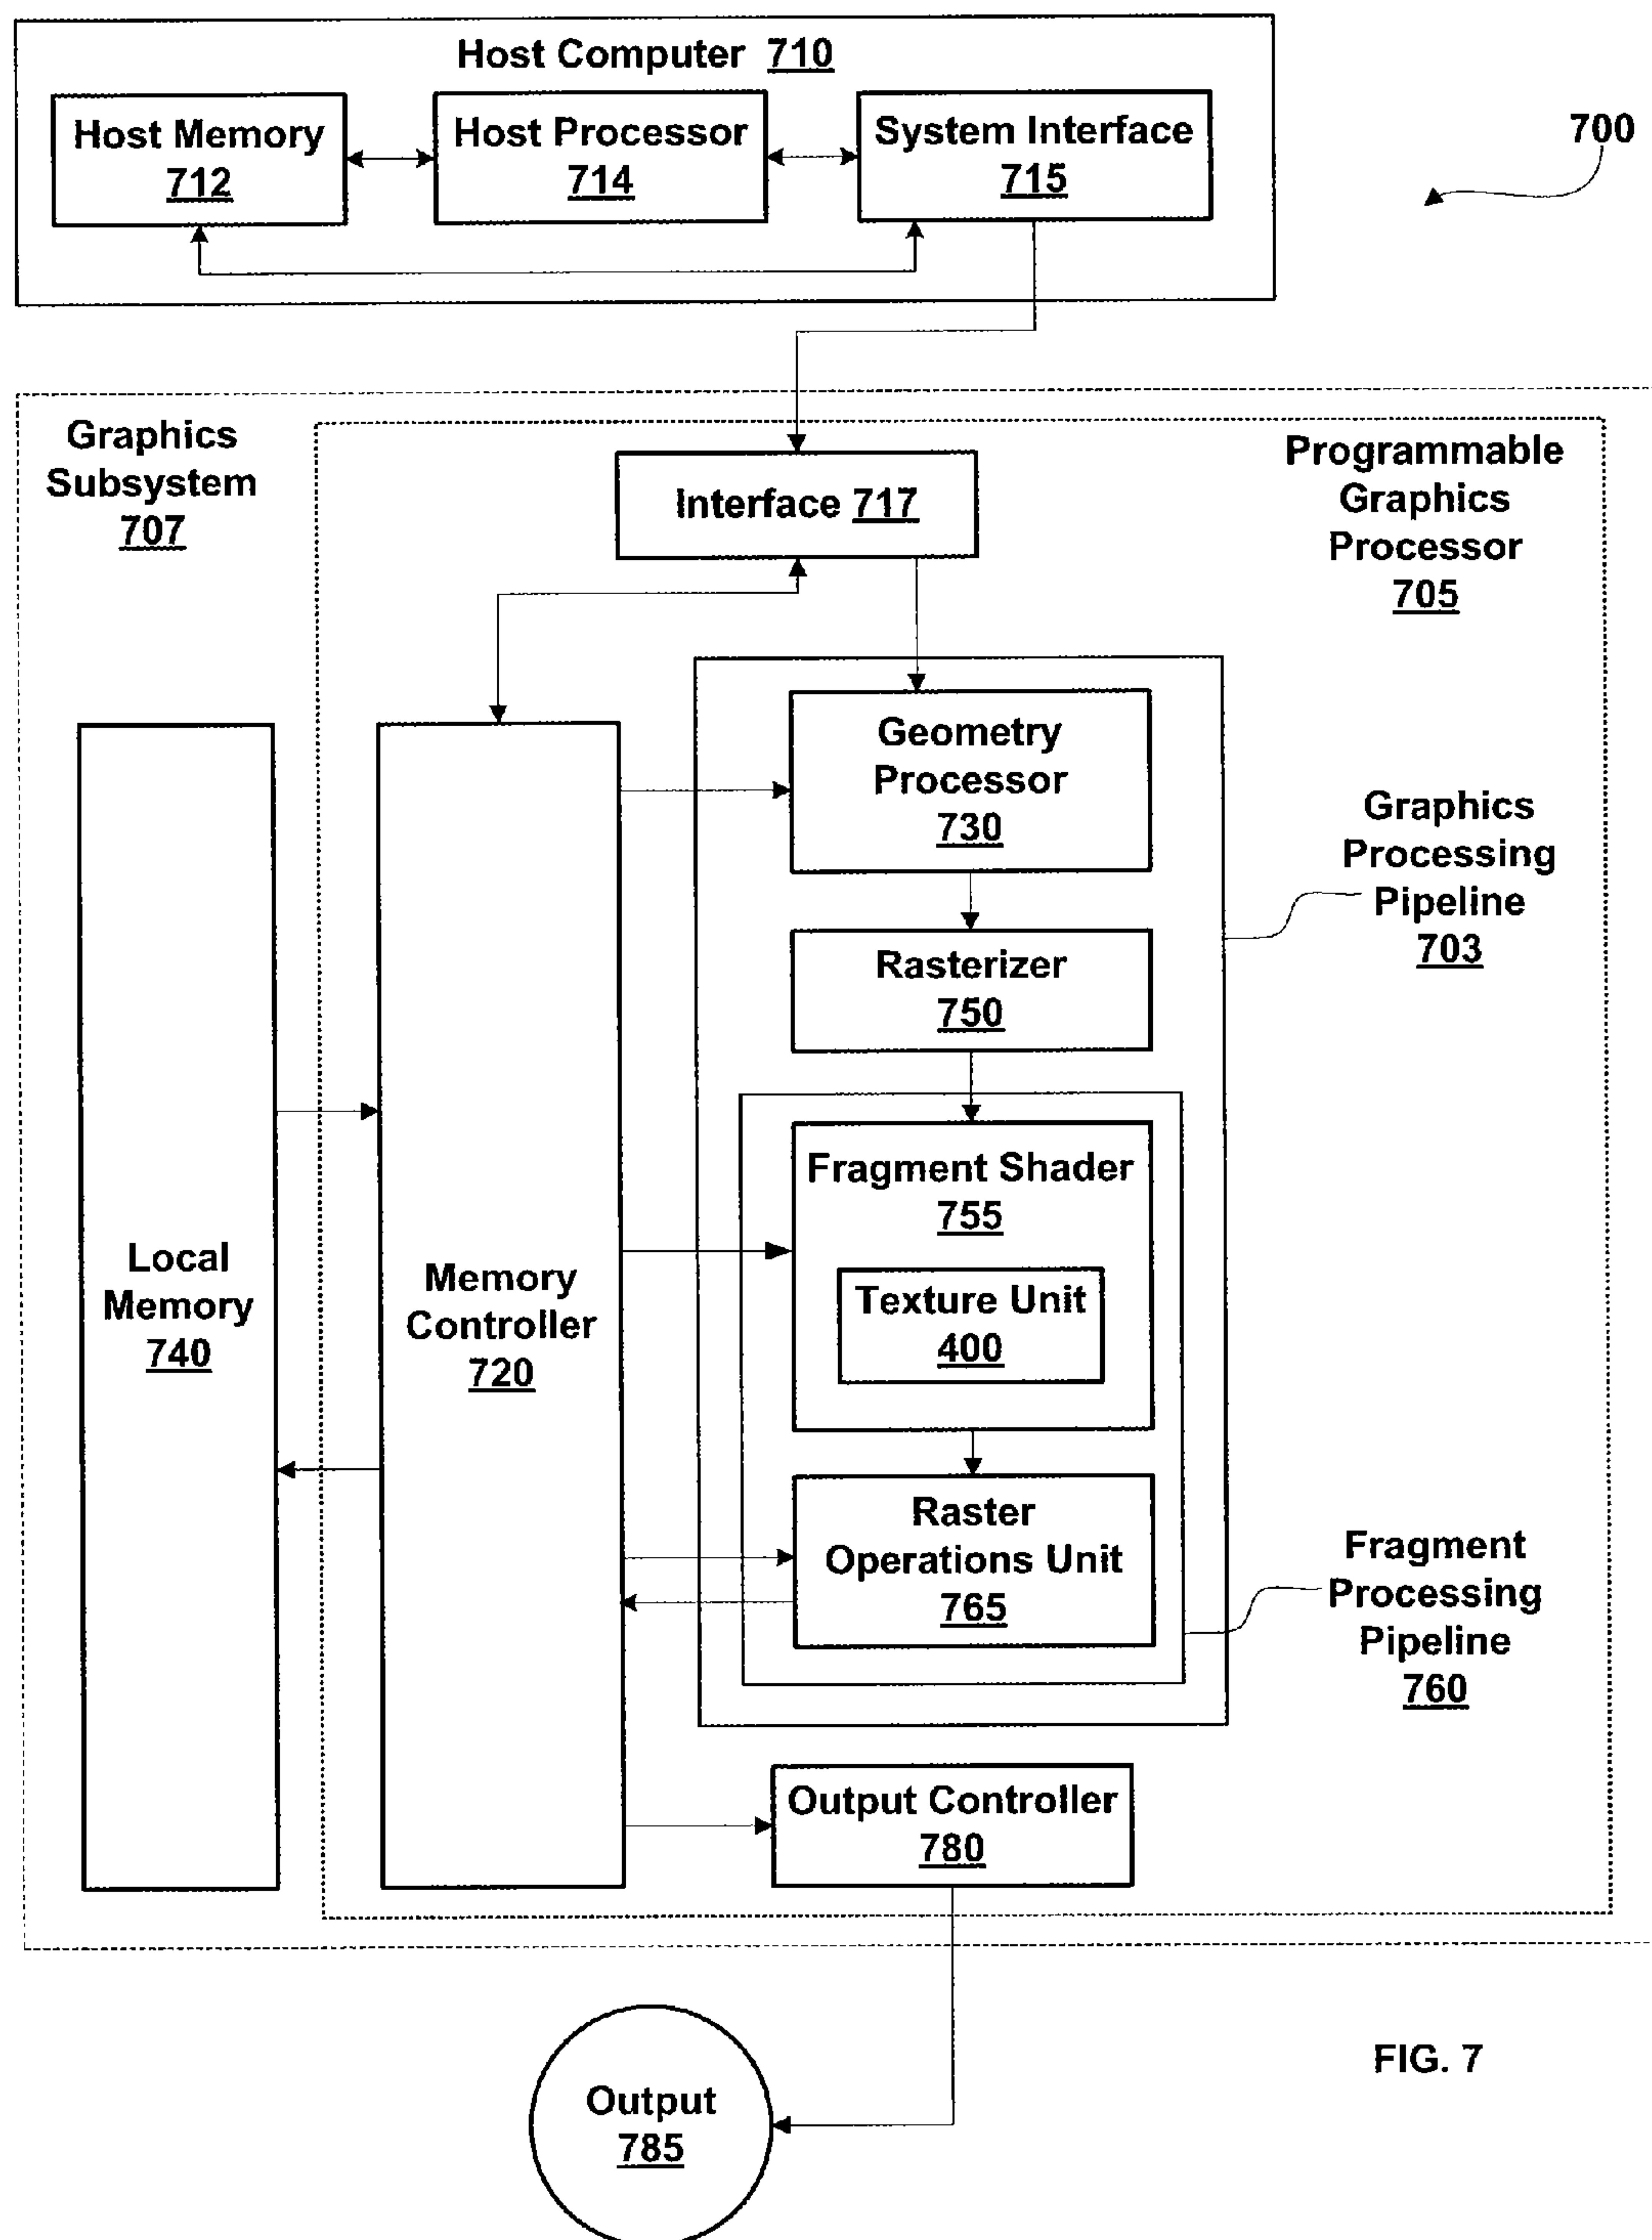 Host Computer 710
Host Memory
712
Host Processor
714
System Interface
715
700
Graphics
Subsystem
707
Interface 717
Programmable
Graphics
Processor
705
Geometry
Processor
730
Graphics
Processing
Pipeline
703
Rasterizer
750
Fragment Shader
755
Texture Unit
400
Local
Memory
740
Memory
Controller
720
Raster
Operations Unit
765
Fragment
Processing
Pipeline
760
Output Controller
780
Output
785
FIG. 7